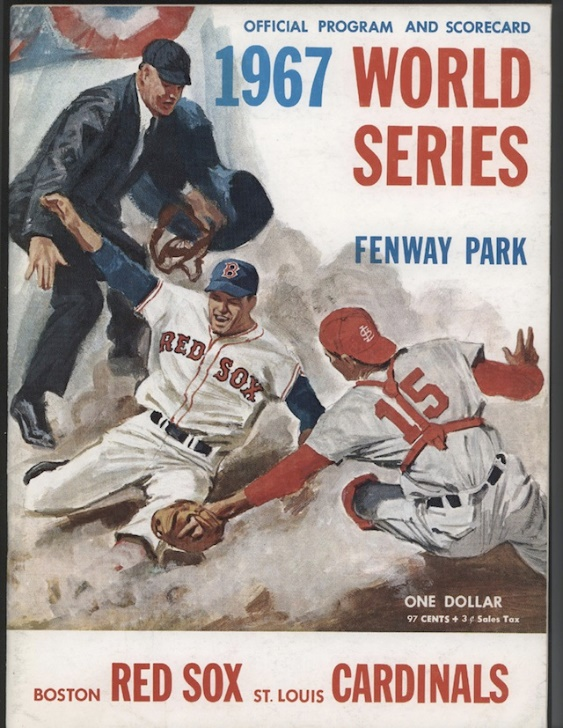 OFFICIAL PROGRAM AND SCORECARD
1967 WORLD
SERIES
FENWAY PARK
B
RED SOX
StL
15
ONE DOLLAR
97 CENTS + 3¢ Sales Tax
BOSTON RED SOX ST. LOUIS CARDINALS